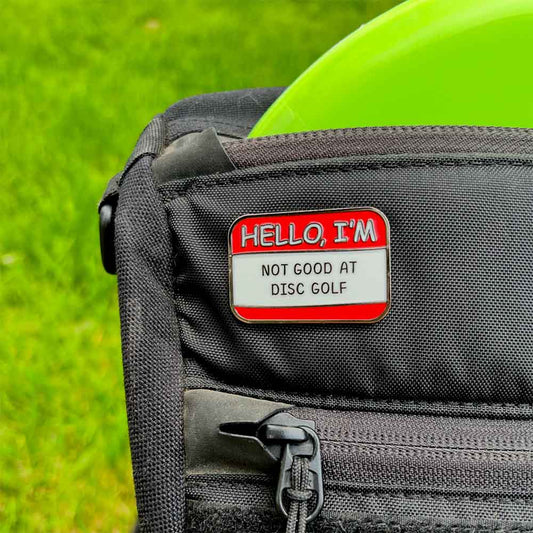 HELLO, I'M
NOT GOOD AT
DISC GOLF